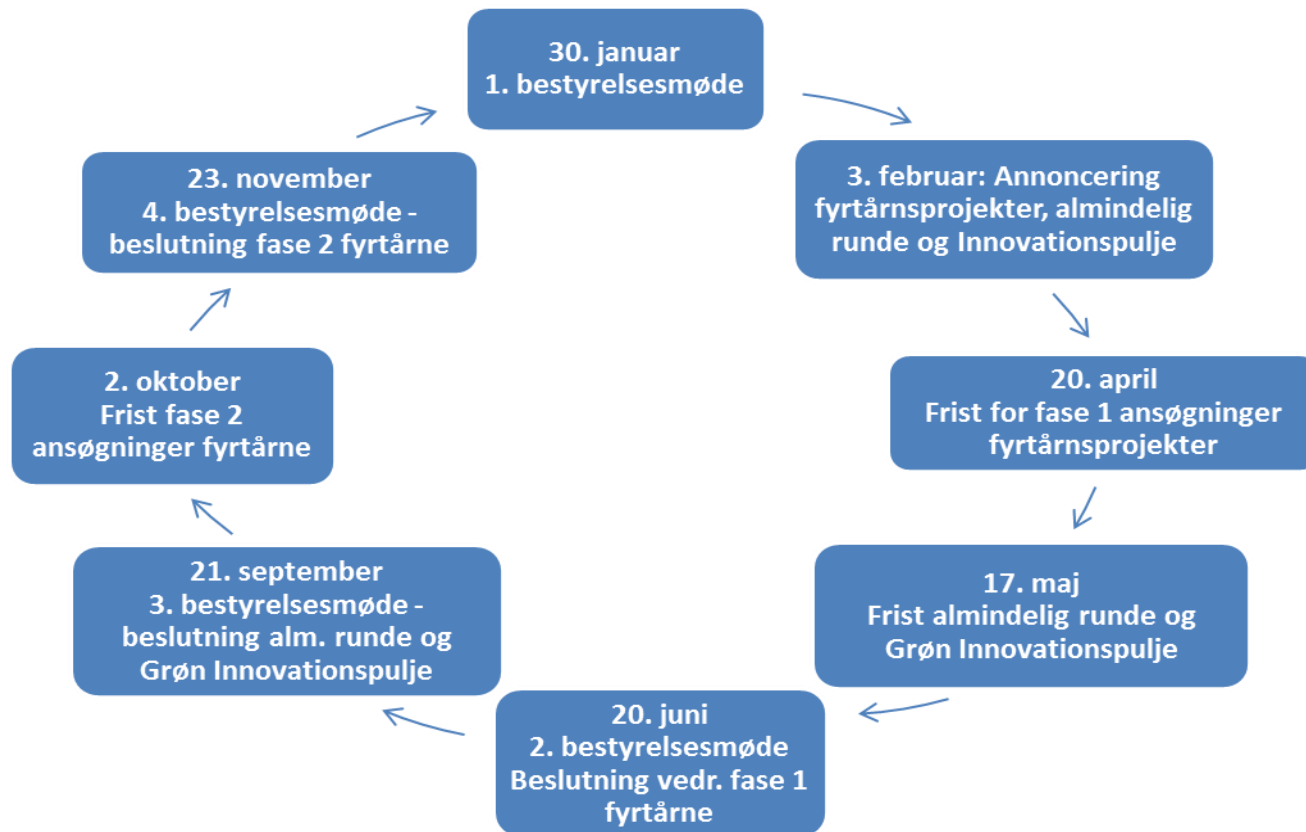 30. januar
1. bestyrelsesmøde
3. februar: Annoncering
fyrtårnsprojekter, almindelig
runde og Innovationspulje
20. april
Frist for fase 1 ansøgninger
fyrtårnsprojekter
17. maj
Frist almindelig runde og
Grøn Innovationspulje
20. juni
2. bestyrelsesmøde
Beslutning vedr. fase 1
fyrtårne
21. september
3. bestyrelsesmøde -
beslutning alm. runde og
Grøn Innovationspulje
2. oktober
Frist fase 2
ansøgninger fyrtårne
23. november
4. bestyrelsesmøde -
beslutning fase 2 fyrtårne